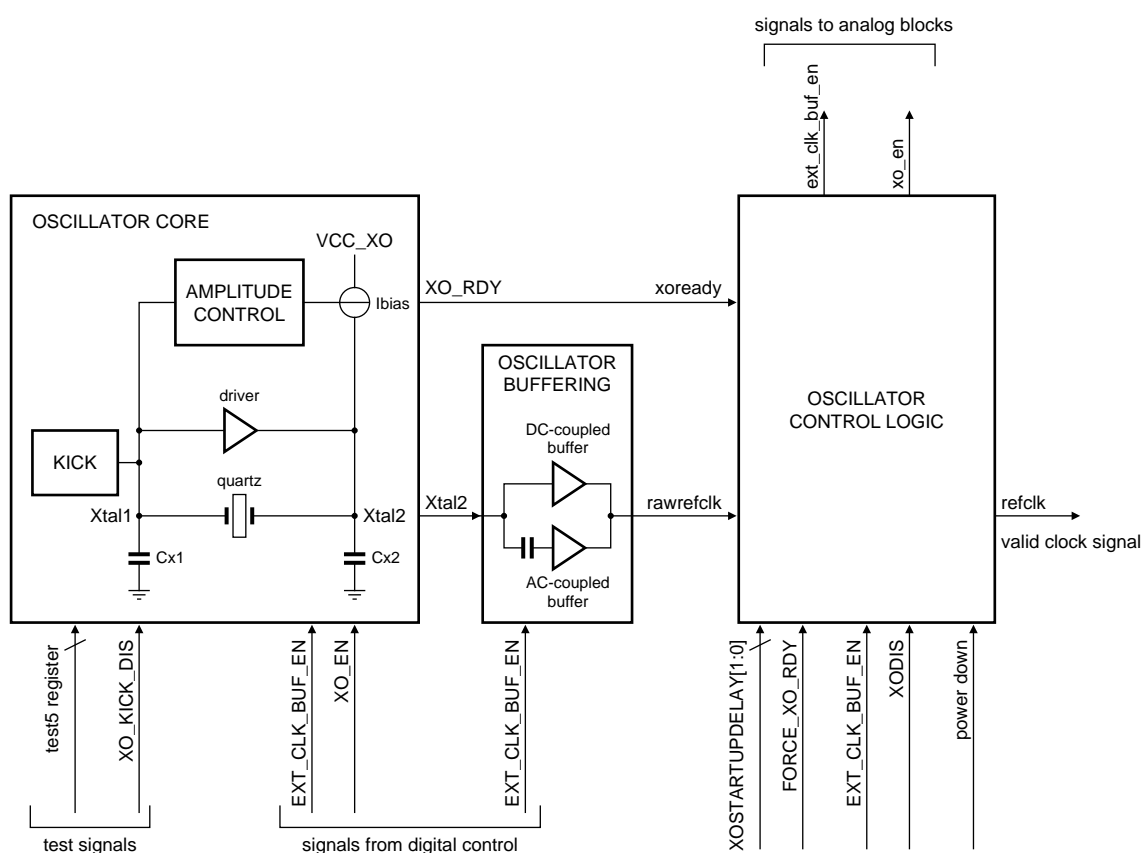 signals to analog blocks
ext_clk_buf_en
xo_en
OSCILLATOR CORE
VCC_XO
AMPLITUDE
CONTROL
Ibias
XO_RDY
xoready
driver
KICK
quartz
Xtal1
Xtal2
Cx1
Cx2
Xtal2
OSCILLATOR
BUFFERING
DC-coupled
buffer
AC-coupled
buffer
rawrefclk
OSCILLATOR
CONTROL LOGIC
refclk
valid clock signal
test5 register
XO_KICK_DIS
EXT_CLK_BUF_EN
XO_EN
EXT_CLK_BUF_EN
XOSTARTUPDELAY[1:0]
FORCE_XO_RDY
EXT_CLK_BUF_EN
XODIS
power down
test signals
signals from digital control